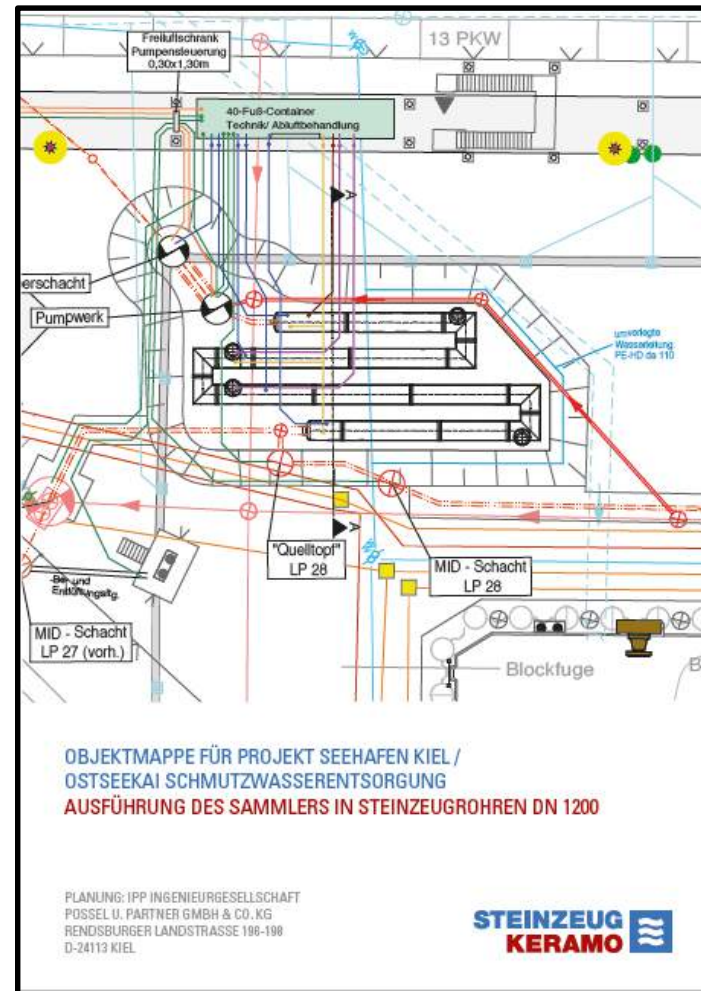 13 PKW
Freiluftschrank
Pumpensteuerung
0,30x1,30m
40-Fuß-Container
Technik/ Abluftbehandlung
A
erschacht
Pumpwerk
umverlegte
Wasserleitung
PE-HD da 110
A
"Quelltopf"
LP 28
MID - Schacht
LP 28
Be- und
Entlüftungsltg.
MID - Schacht
LP 27 (vorh.)
Blockfuge
B
OBJEKTMAPPE FÜR PROJEKT SEEHAFEN KIEL /
OSTSEEKAI SCHMUTZWASSERENTSORGUNG
AUSFÜHRUNG DES SAMMLERS IN STEINZEUGROHREN DN 1200
PLANUNG: IPP INGENIEURGESELLSCHAFT
POSSEL U. PARTNER GMBH & CO. KG
RENDSBURGER LANDSTRASSE 196-198
D-24113 KIEL
STEINZEUG
KERAMO